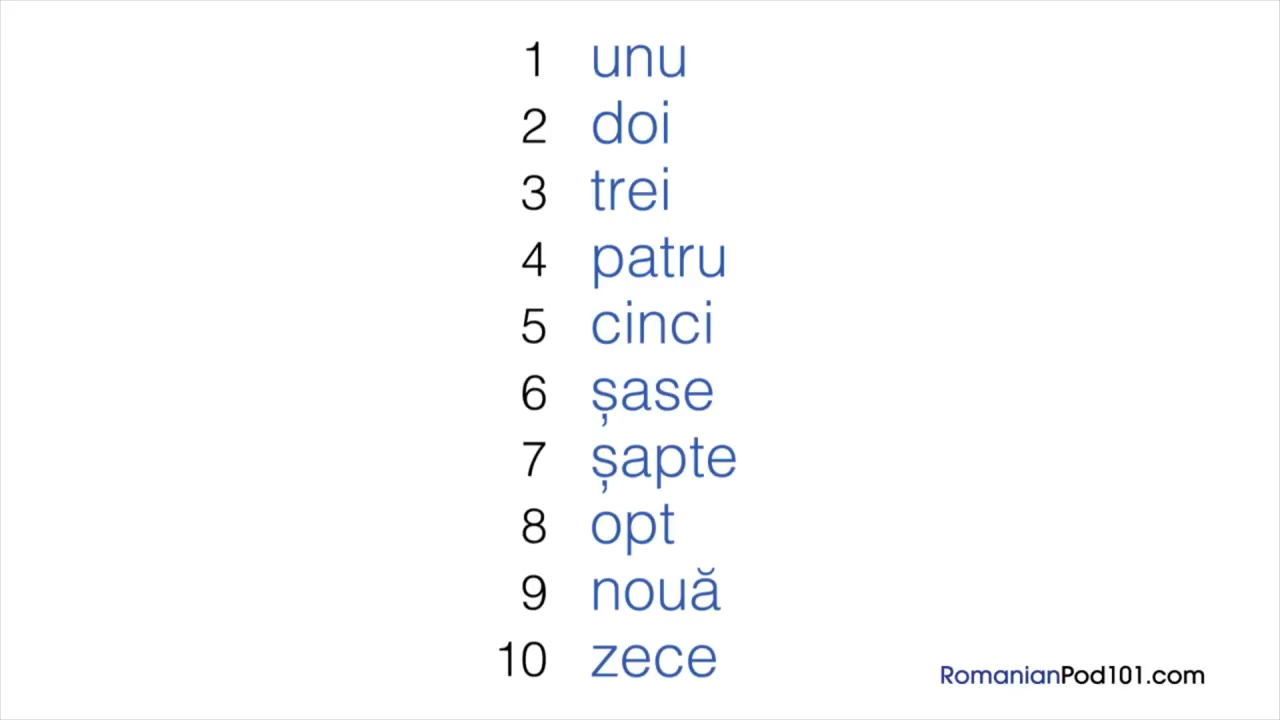 1 unu
2 doi
3 trei
4 patru
5 cinci
6 șase
7 șapte
8 opt
9 nouă
10 zece
RomanianPod101.com